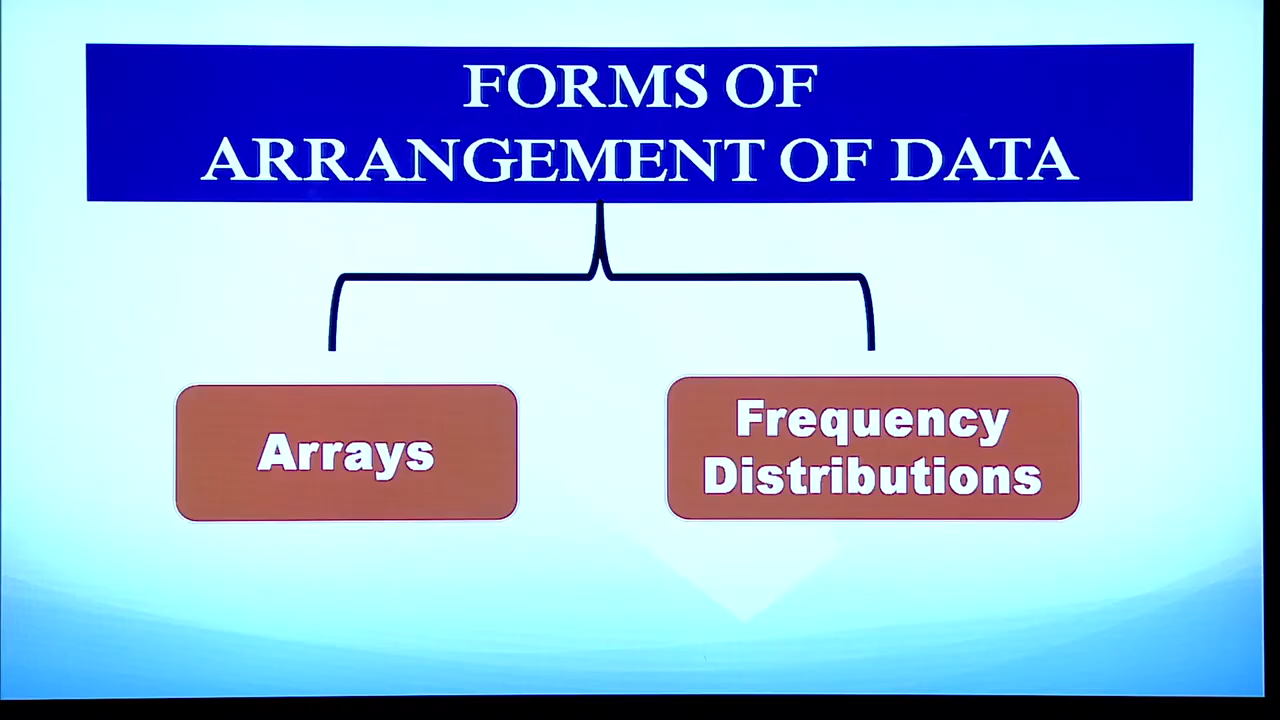 FORMS OF
ARRANGEMENT OF DATA
Arrays
Frequency
Distributions